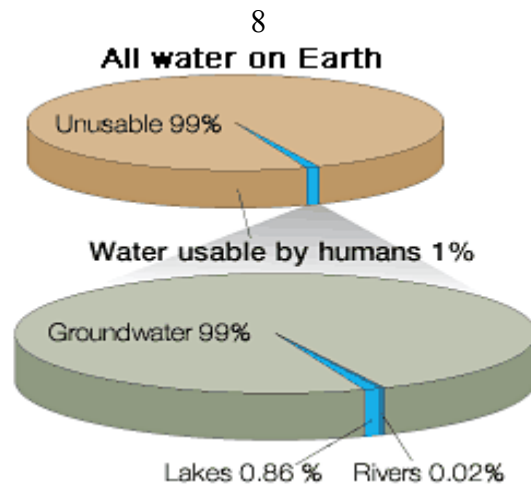 8
All water on Earth
Unusable 99%
Water usable by humans 1%
Groundwater 99%
Lakes 0.86 % Rivers 0.02%